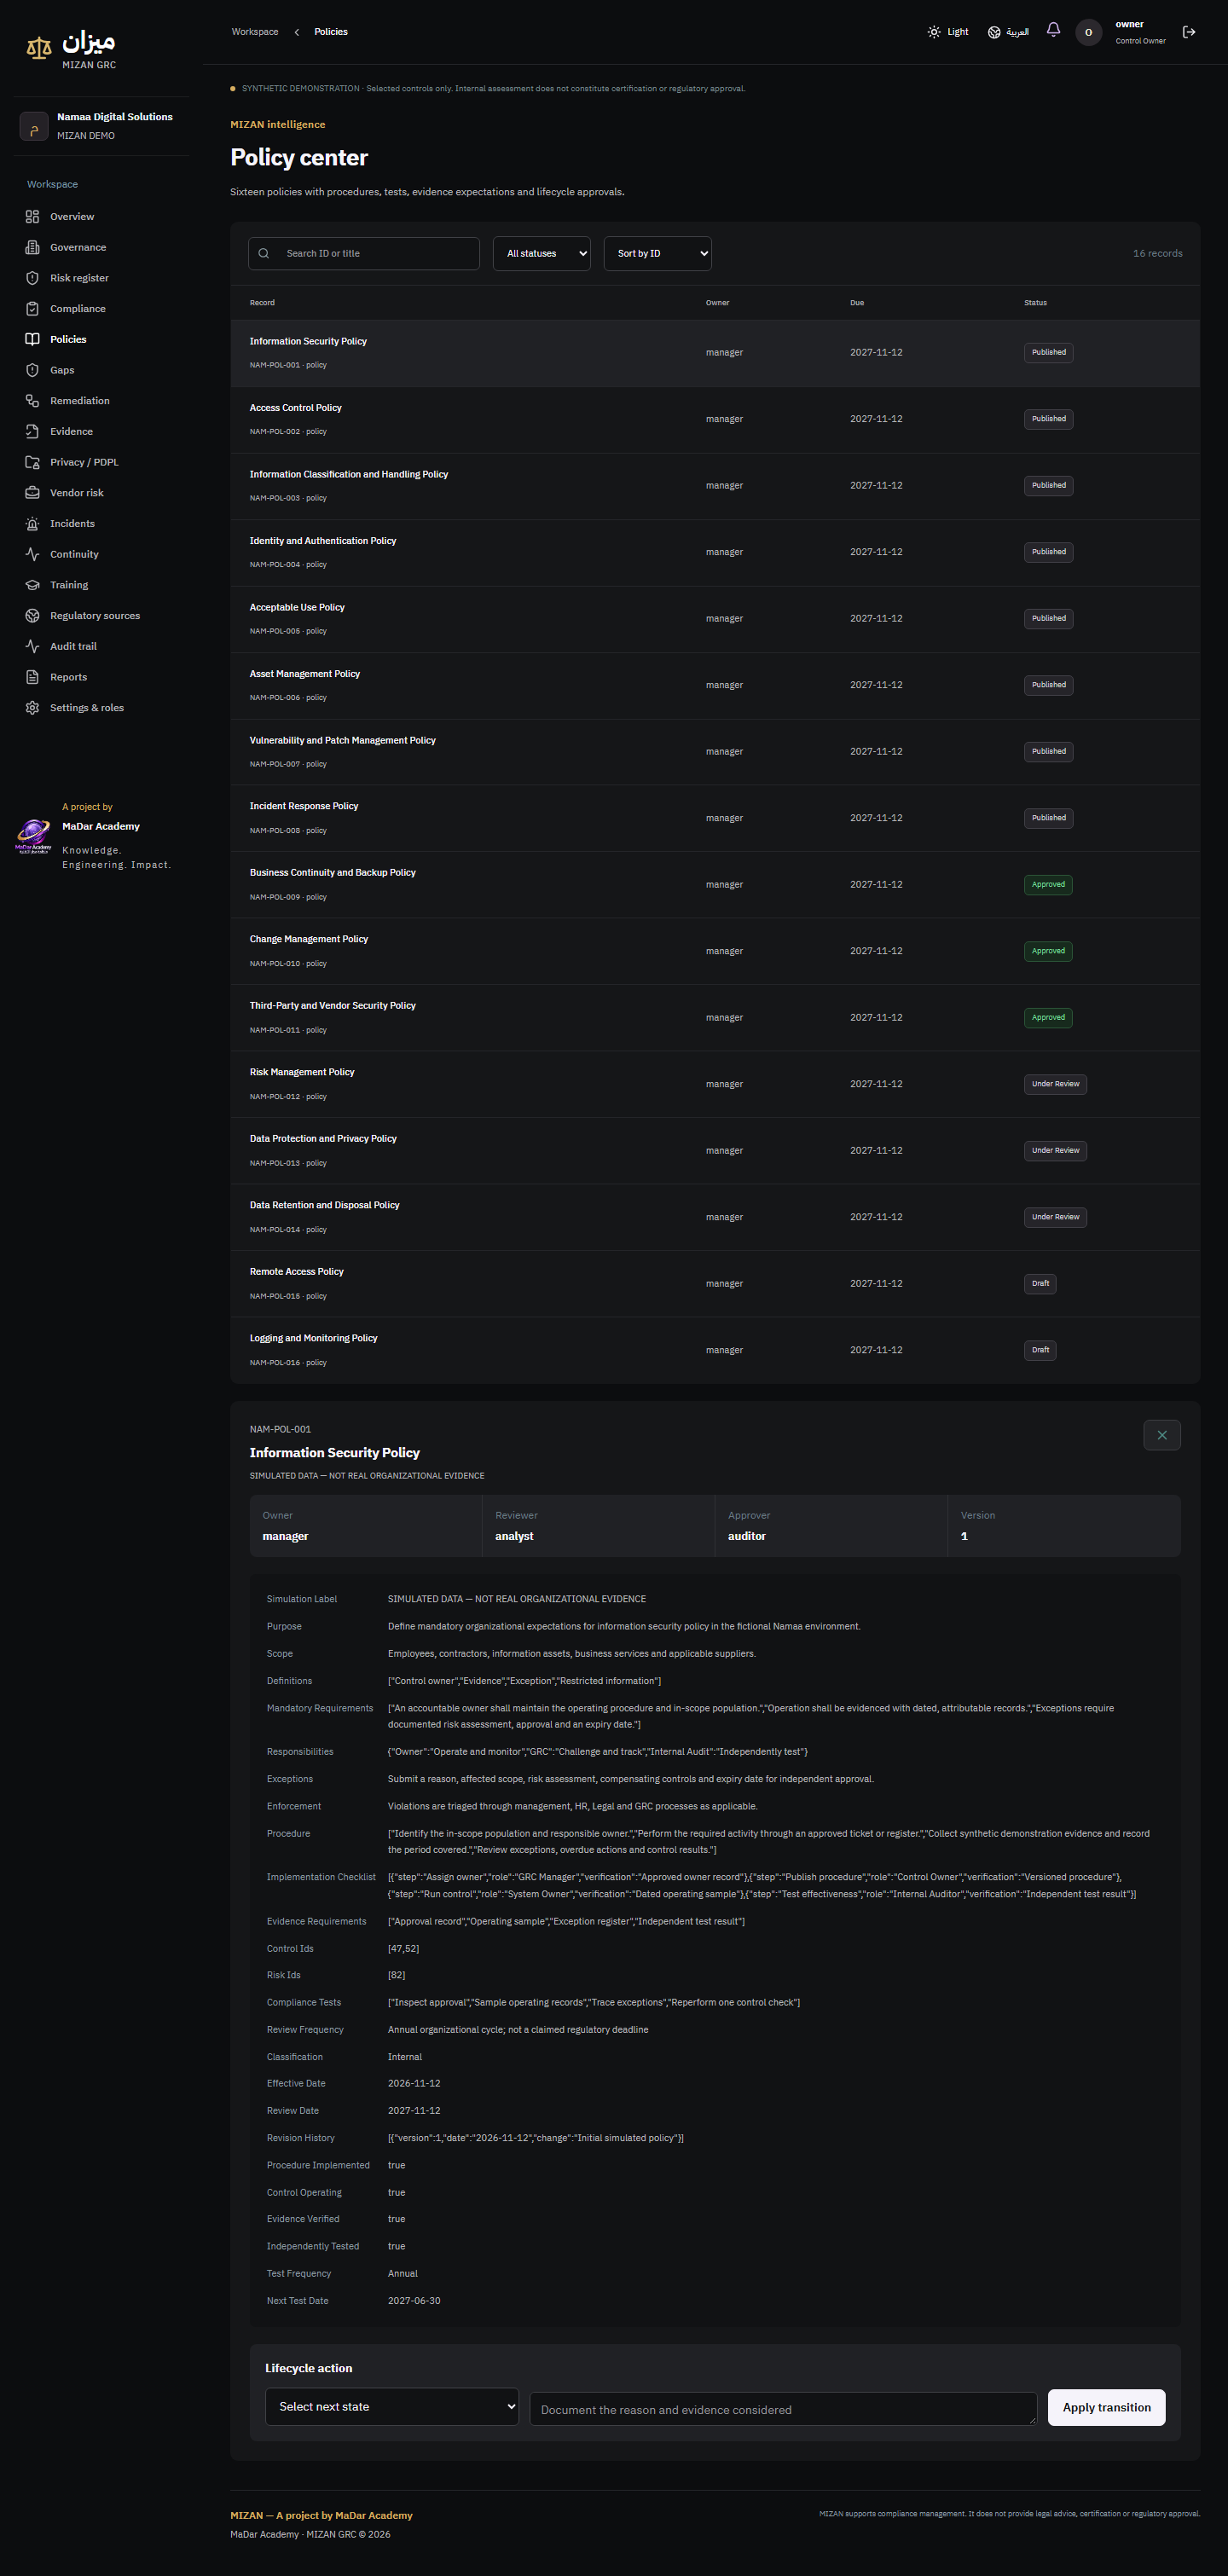 ميزان
MIZAN GRC
Namaa Digital Solutions
MIZAN DEMO
Workspace
Overview
Governance
Risk register
Compliance
Policies
Gaps
Remediation
Evidence
Privacy / PDPL
Vendor risk
Incidents
Continuity
Training
Regulatory sources
Audit trail
Reports
Settings & roles
A project by
MaDar Academy
Knowledge.
Engineering. Impact.
Workspace
Policies
Light
العربية
O
owner
Control Owner
SYNTHETIC DEMONSTRATION · Selected controls only. Internal assessment does not constitute certification or regulatory approval.
MIZAN intelligence
Policy center
Sixteen policies with procedures, tests, evidence expectations and lifecycle approvals.
Search ID or title
All statuses
Sort by ID
16 records
Record Owner Due Status
Information Security Policy
NAM-POL-001 · policy
manager 2027-11-12 Published
Access Control Policy
NAM-POL-002 · policy
manager 2027-11-12 Published
Information Classification and Handling Policy
NAM-POL-003 · policy
manager 2027-11-12 Published
Identity and Authentication Policy
NAM-POL-004 · policy
manager 2027-11-12 Published
Acceptable Use Policy
NAM-POL-005 · policy
manager 2027-11-12 Published
Asset Management Policy
NAM-POL-006 · policy
manager 2027-11-12 Published
Vulnerability and Patch Management Policy
NAM-POL-007 · policy
manager 2027-11-12 Published
Incident Response Policy
NAM-POL-008 · policy
manager 2027-11-12 Published
Business Continuity and Backup Policy
NAM-POL-009 · policy
manager 2027-11-12 Approved
Change Management Policy
NAM-POL-010 · policy
manager 2027-11-12 Approved
Third-Party and Vendor Security Policy
NAM-POL-011 · policy
manager 2027-11-12 Approved
Risk Management Policy
NAM-POL-012 · policy
manager 2027-11-12 Under Review
Data Protection and Privacy Policy
NAM-POL-013 · policy
manager 2027-11-12 Under Review
Data Retention and Disposal Policy
NAM-POL-014 · policy
manager 2027-11-12 Under Review
Remote Access Policy
NAM-POL-015 · policy
manager 2027-11-12 Draft
Logging and Monitoring Policy
NAM-POL-016 · policy
manager 2027-11-12 Draft
NAM-POL-001
Information Security Policy
SIMULATED DATA — NOT REAL ORGANIZATIONAL EVIDENCE
Owner Reviewer Approver Version
manager analyst auditor 1
Simulation Label SIMULATED DATA — NOT REAL ORGANIZATIONAL EVIDENCE
Purpose Define mandatory organizational expectations for information security policy in the fictional Namaa environment.
Scope Employees, contractors, information assets, business services and applicable suppliers.
Definitions ["Control owner","Evidence","Exception","Restricted information"]
Mandatory Requirements ["An accountable owner shall maintain the operating procedure and in-scope population.","Operation shall be evidenced with dated, attributable records.","Exceptions require
documented risk assessment, approval and an expiry date."]
Responsibilities {"Owner":"Operate and monitor","GRC":"Challenge and track","Internal Audit":"Independently test"}
Exceptions Submit a reason, affected scope, risk assessment, compensating controls and expiry date for independent approval.
Enforcement Violations are triaged through management, HR, Legal and GRC processes as applicable.
Procedure ["Identify the in-scope population and responsible owner.","Perform the required activity through an approved ticket or register.","Collect synthetic demonstration evidence and record
the period covered.","Review exceptions, overdue actions and control results."]
Implementation Checklist [{"step":"Assign owner","role":"GRC Manager","verification":"Approved owner record"},{"step":"Publish procedure","role":"Control Owner","verification":"Versioned procedure"},
{"step":"Run control","role":"System Owner","verification":"Dated operating sample"},{"step":"Test effectiveness","role":"Internal Auditor","verification":"Independent test result"}]
Evidence Requirements ["Approval record","Operating sample","Exception register","Independent test result"]
Control Ids [47,52]
Risk Ids [82]
Compliance Tests ["Inspect approval","Sample operating records","Trace exceptions","Reperform one control check"]
Review Frequency Annual organizational cycle; not a claimed regulatory deadline
Classification Internal
Effective Date 2026-11-12
Review Date 2027-11-12
Revision History [{"version":1,"date":"2026-11-12","change":"Initial simulated policy"}]
Procedure Implemented true
Control Operating true
Evidence Verified true
Independently Tested true
Test Frequency Annual
Next Test Date 2027-06-30
Lifecycle action
Select next state
Document the reason and evidence considered
Apply transition
MIZAN — A project by MaDar Academy
MaDar Academy · MIZAN GRC © 2026
MIZAN supports compliance management. It does not provide legal advice, certification or regulatory approval.